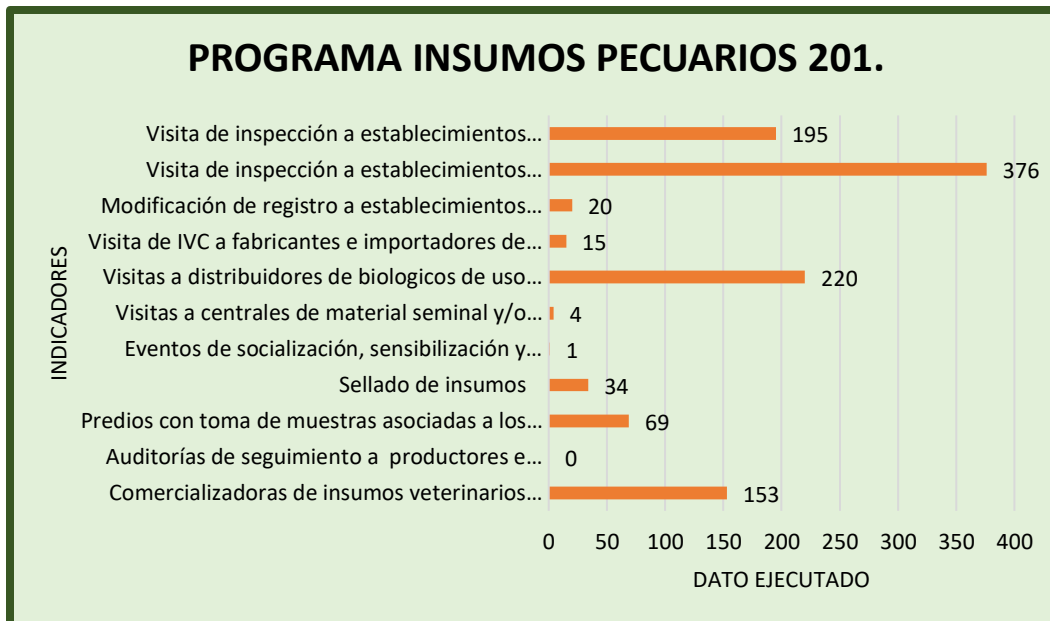 PROGRAMA INSUMOS PECUARIOS 201.
INDICADORES
Visita de inspección a establecimientos... 195
Visita de inspección a establecimientos... 376
Modificación de registro a establecimientos... 20
Visita de IVC a fabricantes e importadores de... 15
Visitas a distribuidores de biologicos de uso... 220
Visitas a centrales de material seminal y/o... 4
Eventos de socialización, sensibilización y... 1
Sellado de insumos 34
Predios con toma de muestras asociadas a los... 69
Auditorías de seguimiento a productores e... 0
Comercializadoras de insumos veterinarios... 153
0 50 100 150 200 250 300 350 400
DATO EJECUTADO